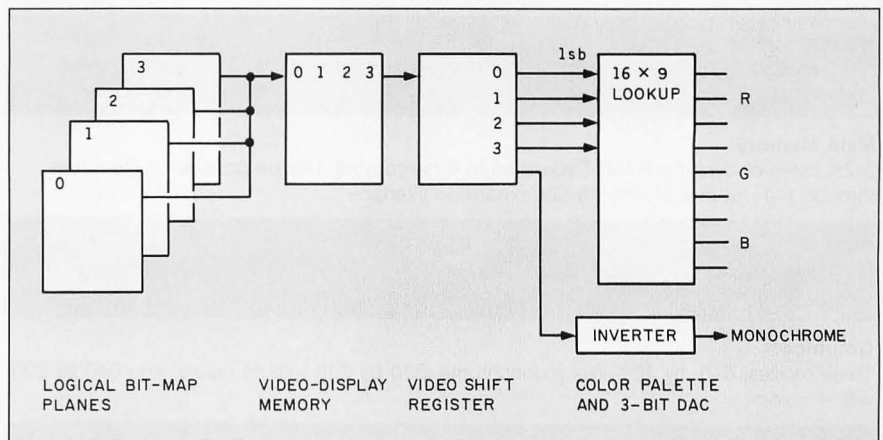 3
2
1
0
0 1 2 3
0
1
2
3
lsb
16 × 9
LOOKUP
R
G
B
INVERTER
MONOCHROME
LOGICAL BIT-MAP
PLANES
VIDEO-DISPLAY
MEMORY
VIDEO SHIFT
REGISTER
COLOR PALETTE
AND 3-BIT DAC